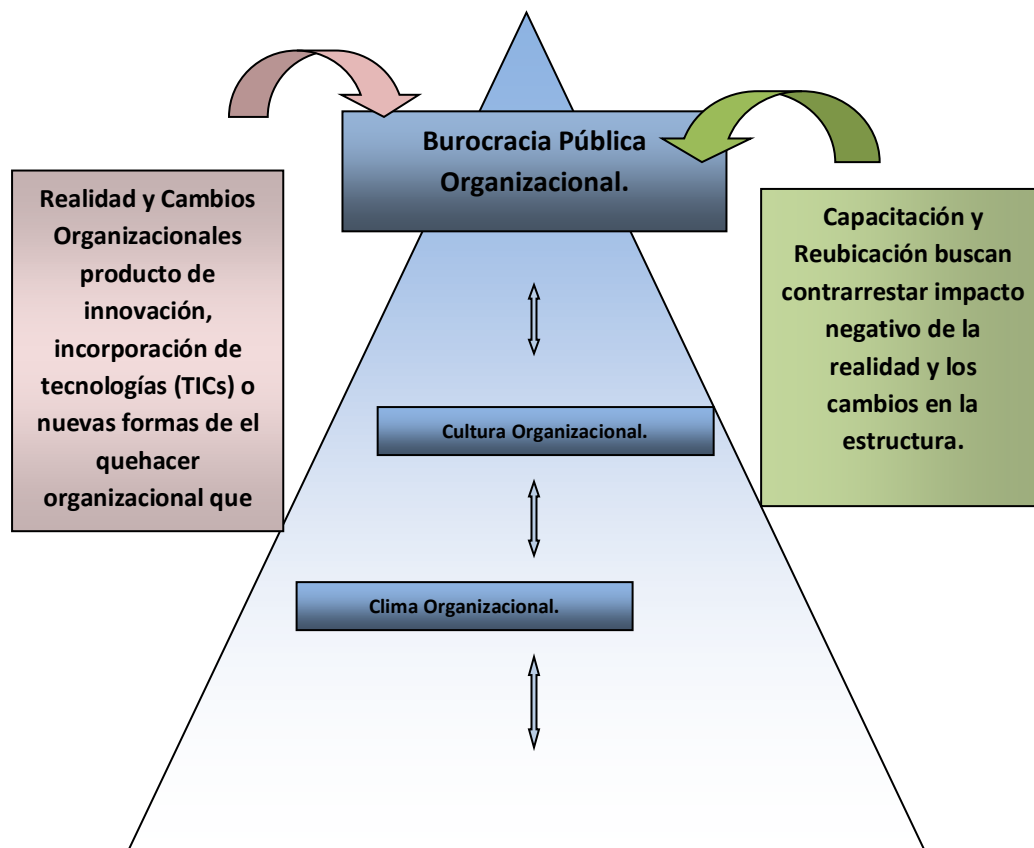 Burocracia Pública
Organizacional.
Realidad y Cambios
Organizacionales
producto de
innovación,
incorporación de
tecnologías (TICs) o
nuevas formas de el
quehacer
organizacional que
Capacitación y
Reubicación buscan
contrarrestar impacto
negativo de la
realidad y los
cambios en la
estructura.
Cultura Organizacional.
Clima Organizacional.